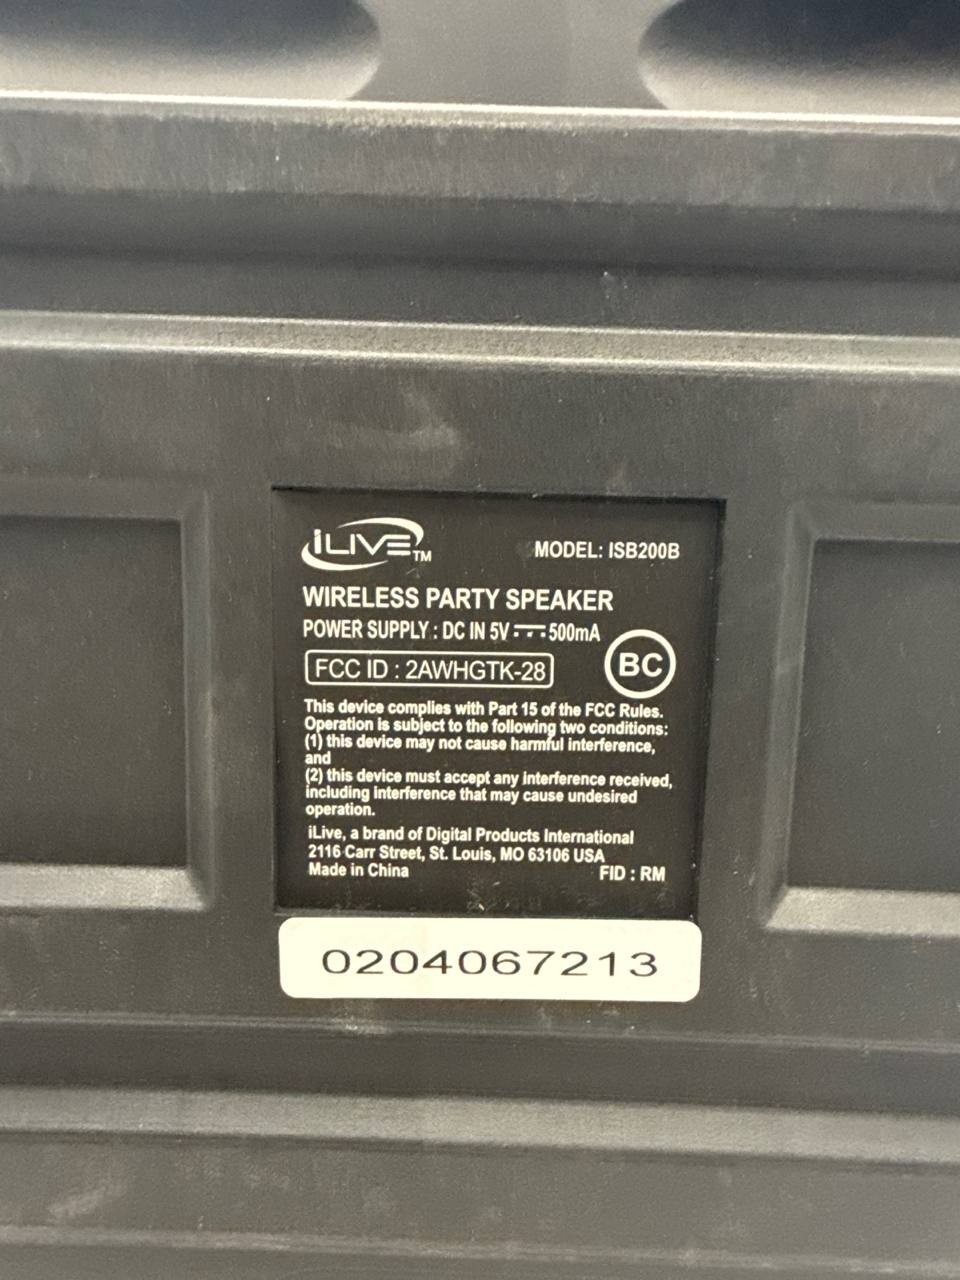 iLIVE™
MODEL: ISB200B
WIRELESS PARTY SPEAKER
POWER SUPPLY : DC IN 5V ⎓ 500mA
FCC ID : 2AWHGTK-28
BC
This device complies with Part 15 of the FCC Rules.
Operation is subject to the following two conditions:
(1) this device may not cause harmful interference,
and
(2) this device must accept any interference received,
including interference that may cause undesired
operation.
iLive, a brand of Digital Products International
2116 Carr Street, St. Louis, MO 63106 USA
Made in China
FID : RM
0204067213